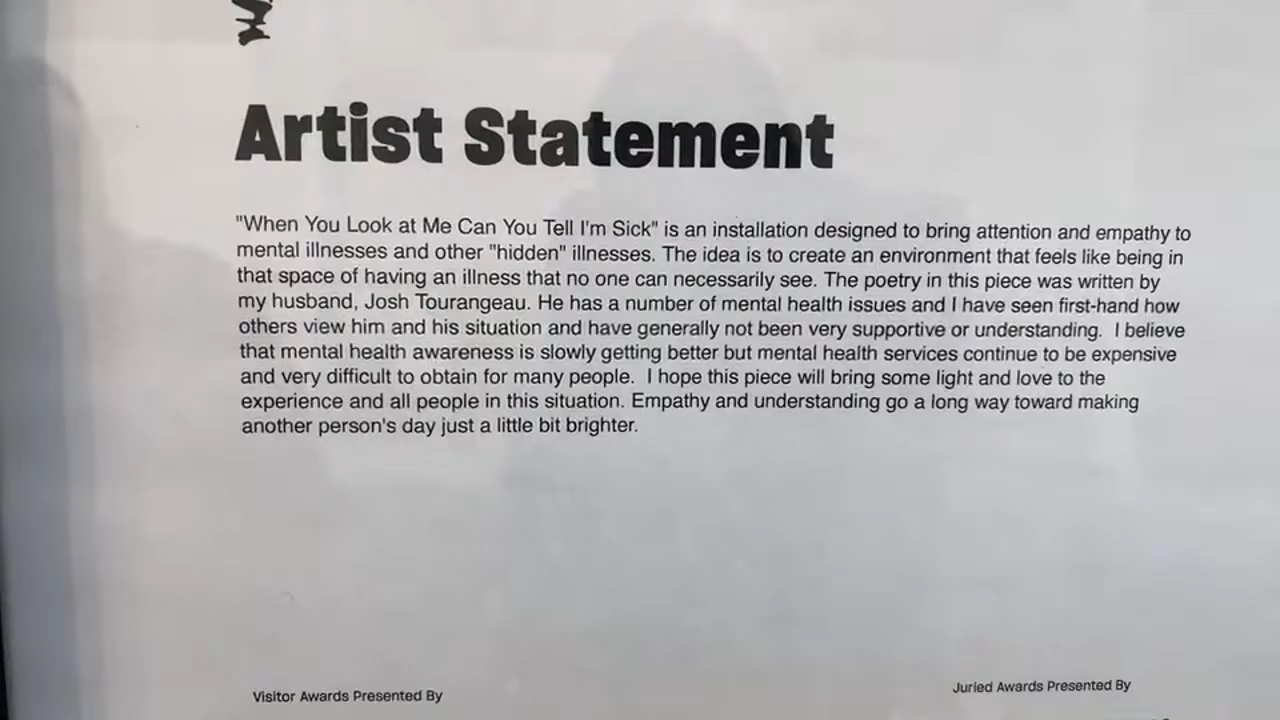 Artist Statement
"When You Look at Me Can You Tell I'm Sick" is an installation designed to bring attention and empathy to
mental illnesses and other "hidden" illnesses. The idea is to create an environment that feels like being in
that space of having an illness that no one can necessarily see. The poetry in this piece was written by
my husband, Josh Tourangeau. He has a number of mental health issues and I have seen first-hand how
others view him and his situation and have generally not been very supportive or understanding.  I believe
that mental health awareness is slowly getting better but mental health services continue to be expensive
and very difficult to obtain for many people.  I hope this piece will bring some light and love to the
experience and all people in this situation. Empathy and understanding go a long way toward making
another person's day just a little bit brighter.
Visitor Awards Presented By
Juried Awards Presented By